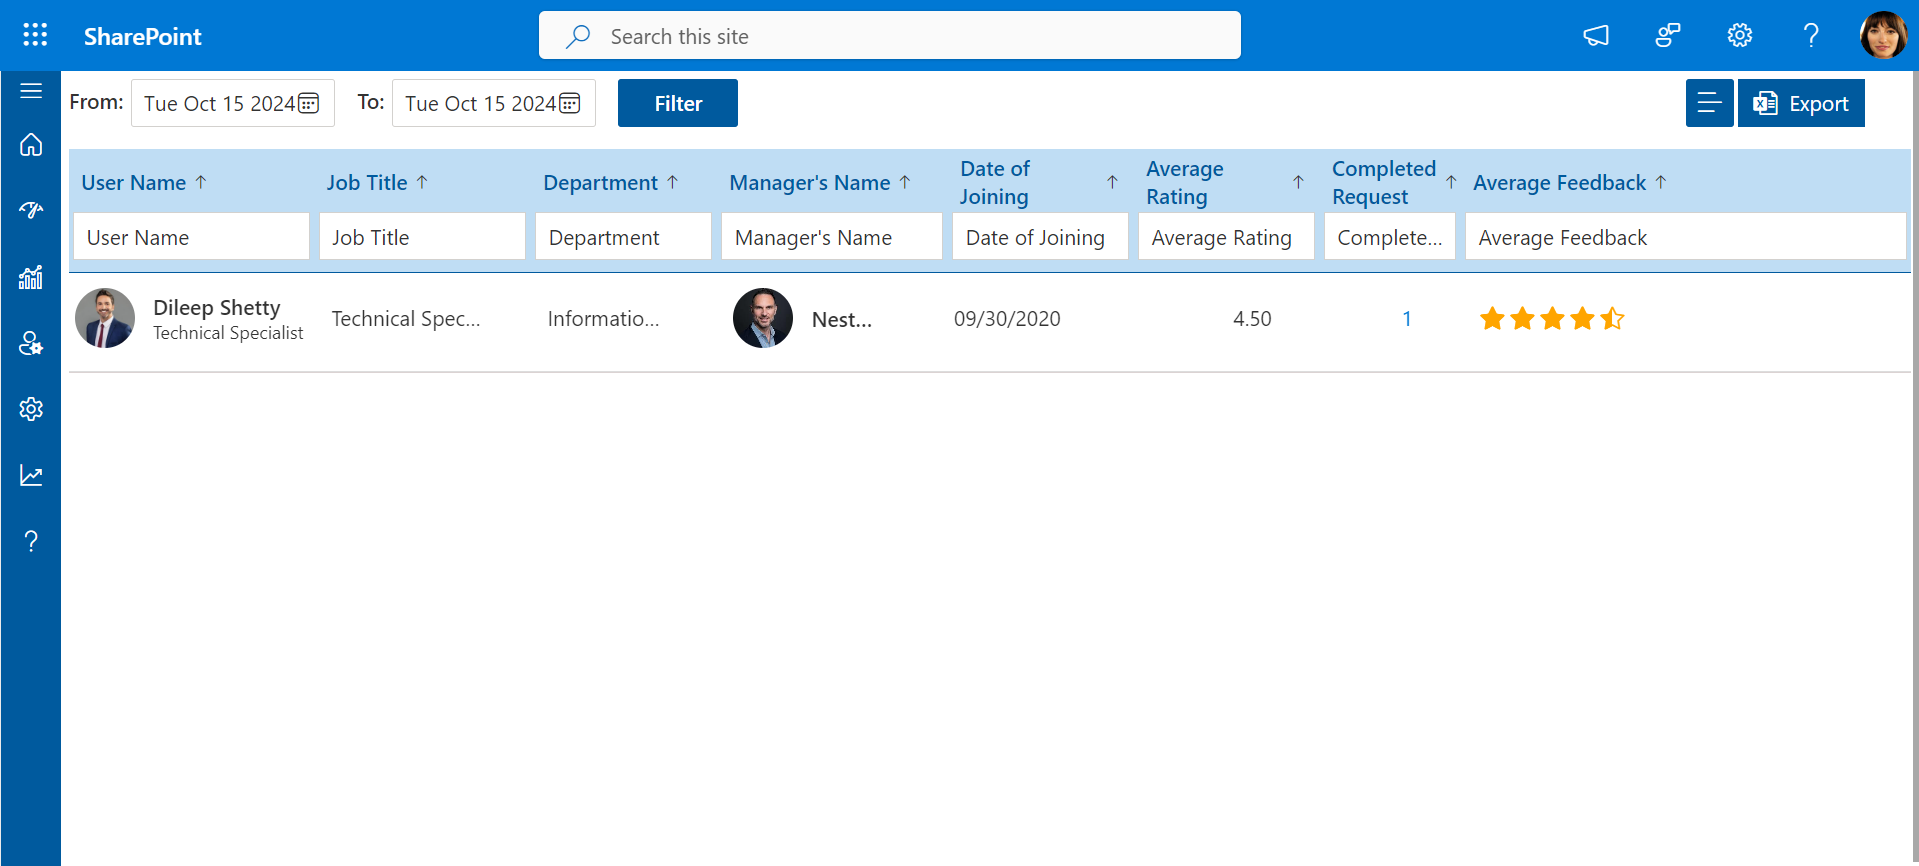 SharePoint
Search this site
From: Tue Oct 15 2024 To: Tue Oct 15 2024 Filter Export
User Name Job Title Department Manager's Name Date of Joining Average Rating Completed Request Average Feedback
User Name Job Title Department Manager's Name Date of Joining Average Rating Complete... Average Feedback
Dileep Shetty
Technical Specialist
Technical Spec... Informatio... Nest... 09/30/2020 4.50 1